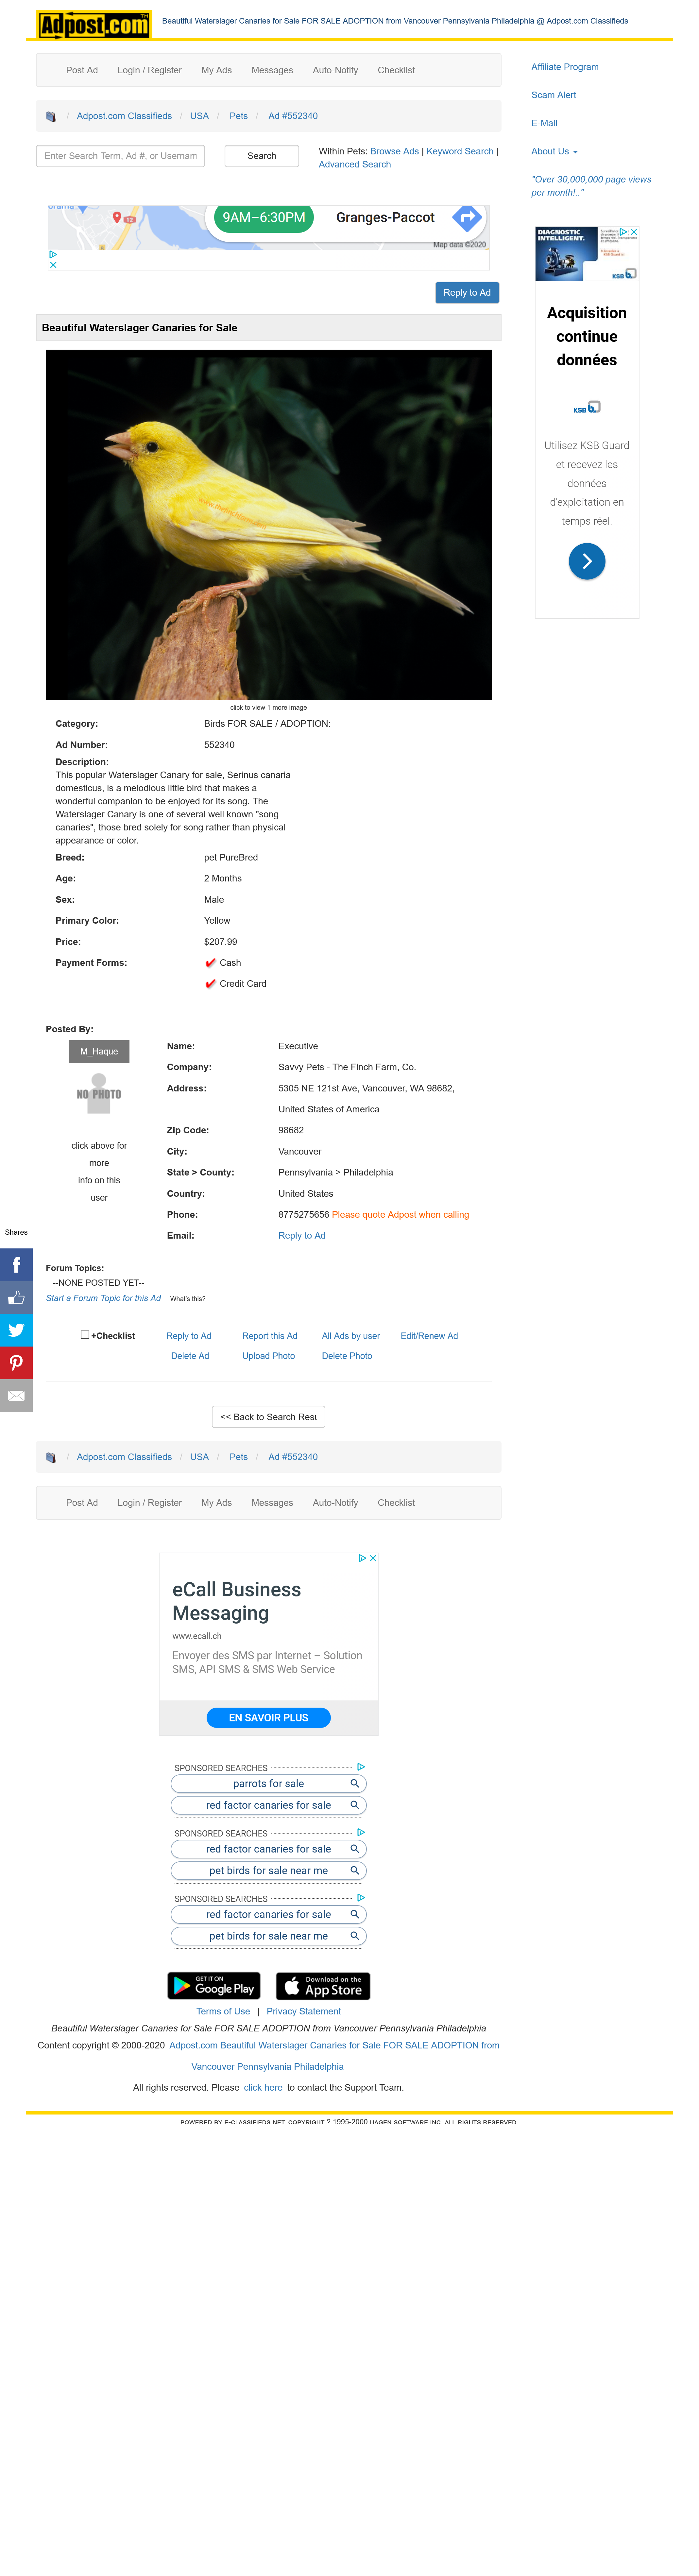 Adpost.com TM
Beautiful Waterslager Canaries for Sale FOR SALE ADOPTION from Vancouver Pennsylvania Philadelphia @ Adpost.com Classifieds
Post Ad Login / Register My Ads Messages Auto-Notify Checklist
/ Adpost.com Classifieds / USA / Pets / Ad #552340
Enter Search Term, Ad #, or Usernam
Search
Within Pets: Browse Ads | Keyword Search |
Advanced Search
Affiliate Program
Scam Alert
E-Mail
About Us
"Over 30,000,000 page views
per month!.."
9AM–6:30PM
Granges-Paccot
Map data ©2020
Reply to Ad
Beautiful Waterslager Canaries for Sale
DIAGNOSTIC
INTELLIGENT.
KSB
Acquisition
continue
données
KSB
Utilisez KSB Guard
et recevez les
données
d'exploitation en
temps réel.
click to view 1 more image
Category: Birds FOR SALE / ADOPTION:
Ad Number: 552340
Description:
This popular Waterslager Canary for sale, Serinus canaria
domesticus, is a melodious little bird that makes a
wonderful companion to be enjoyed for its song. The
Waterslager Canary is one of several well known "song
canaries", those bred solely for song rather than physical
appearance or color.
Breed: pet PureBred
Age: 2 Months
Sex: Male
Primary Color: Yellow
Price: $207.99
Payment Forms: Cash
Credit Card
Posted By:
M_Haque
NO PHOTO
click above for
more
info on this
user
Name: Executive
Company: Savvy Pets - The Finch Farm, Co.
Address: 5305 NE 121st Ave, Vancouver, WA 98682,
United States of America
Zip Code: 98682
City: Vancouver
State > County: Pennsylvania > Philadelphia
Country: United States
Phone: 8775275656 Please quote Adpost when calling
Email: Reply to Ad
Shares
Forum Topics:
--NONE POSTED YET--
Start a Forum Topic for this Ad What's this?
+Checklist Reply to Ad Report this Ad All Ads by user Edit/Renew Ad
Delete Ad Upload Photo Delete Photo
<< Back to Search Resu
/ Adpost.com Classifieds / USA / Pets / Ad #552340
Post Ad Login / Register My Ads Messages Auto-Notify Checklist
eCall Business
Messaging
www.ecall.ch
Envoyer des SMS par Internet – Solution
SMS, API SMS & SMS Web Service
EN SAVOIR PLUS
SPONSORED SEARCHES
parrots for sale
red factor canaries for sale
SPONSORED SEARCHES
red factor canaries for sale
pet birds for sale near me
SPONSORED SEARCHES
red factor canaries for sale
pet birds for sale near me
GET IT ON
Google Play
Download on the
App Store
Terms of Use | Privacy Statement
Beautiful Waterslager Canaries for Sale FOR SALE ADOPTION from Vancouver Pennsylvania Philadelphia
Content copyright © 2000-2020 Adpost.com Beautiful Waterslager Canaries for Sale FOR SALE ADOPTION from
Vancouver Pennsylvania Philadelphia
All rights reserved. Please click here to contact the Support Team.
POWERED BY E-CLASSIFIEDS.NET. COPYRIGHT ? 1995-2000 HAGEN SOFTWARE INC. ALL RIGHTS RESERVED.